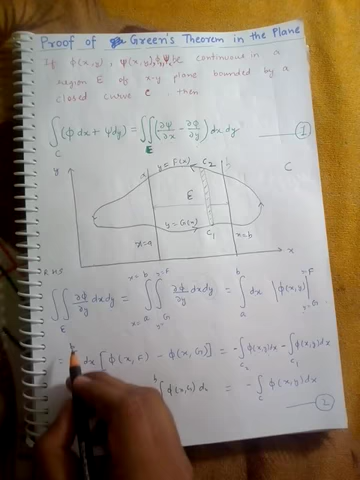 Proof of Green's Theorem in the Plane
If ϕ(x,y), ψ(x,y), be continuous in a
region E of x-y plane bounded by a
closed curve c, then
∫_C (ϕ dx + ψ dy) = ∬_E (∂ψ/∂x - ∂ϕ/∂y) dx dy 1
y y = F(x) C2 C
E
y = G(x) C1
x=a x=b x
RHS
∬_E ∂ϕ/∂y dx dy = ∫_{x=a}^{x=b} ∫_{y=G}^{y=F} ∂ϕ/∂y dx dy = ∫_a^b dx |ϕ(x,y)|_{y=G}^{y=F}
= dx [ϕ(x,F) - ϕ(x,G)] = -∫_{C2} ϕ(x,y)dx - ∫_{C1} ϕ(x,y)dx
= -∫_C ϕ(x,y)dx
2